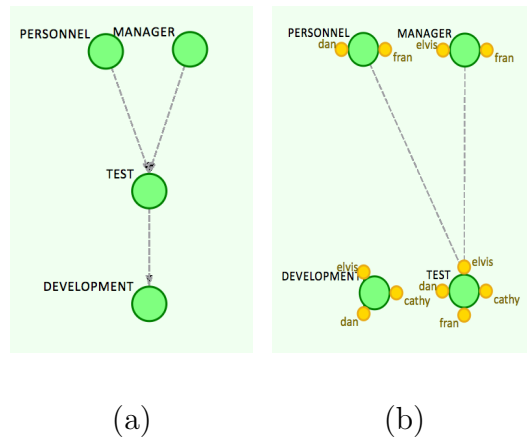 PERSONNEL
MANAGER
TEST
DEVELOPMENT
PERSONNEL
MANAGER
dan
fran
elvis
fran
DEVELOPMENT
elvis
cathy
dan
TEST
elvis
dan
cathy
fran
(a)
(b)